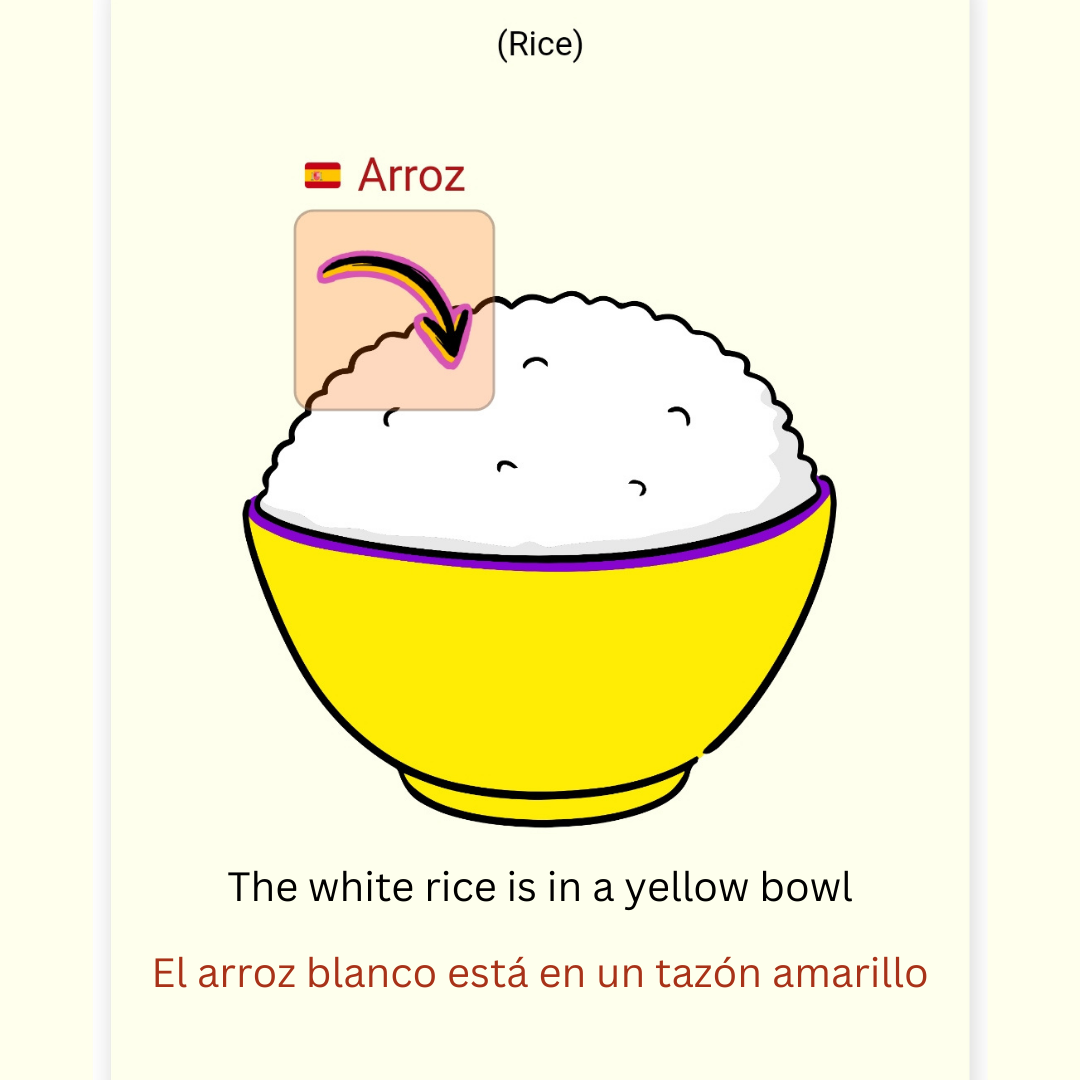 (Rice)
Arroz
The white rice is in a yellow bowl
El arroz blanco está en un tazón amarillo